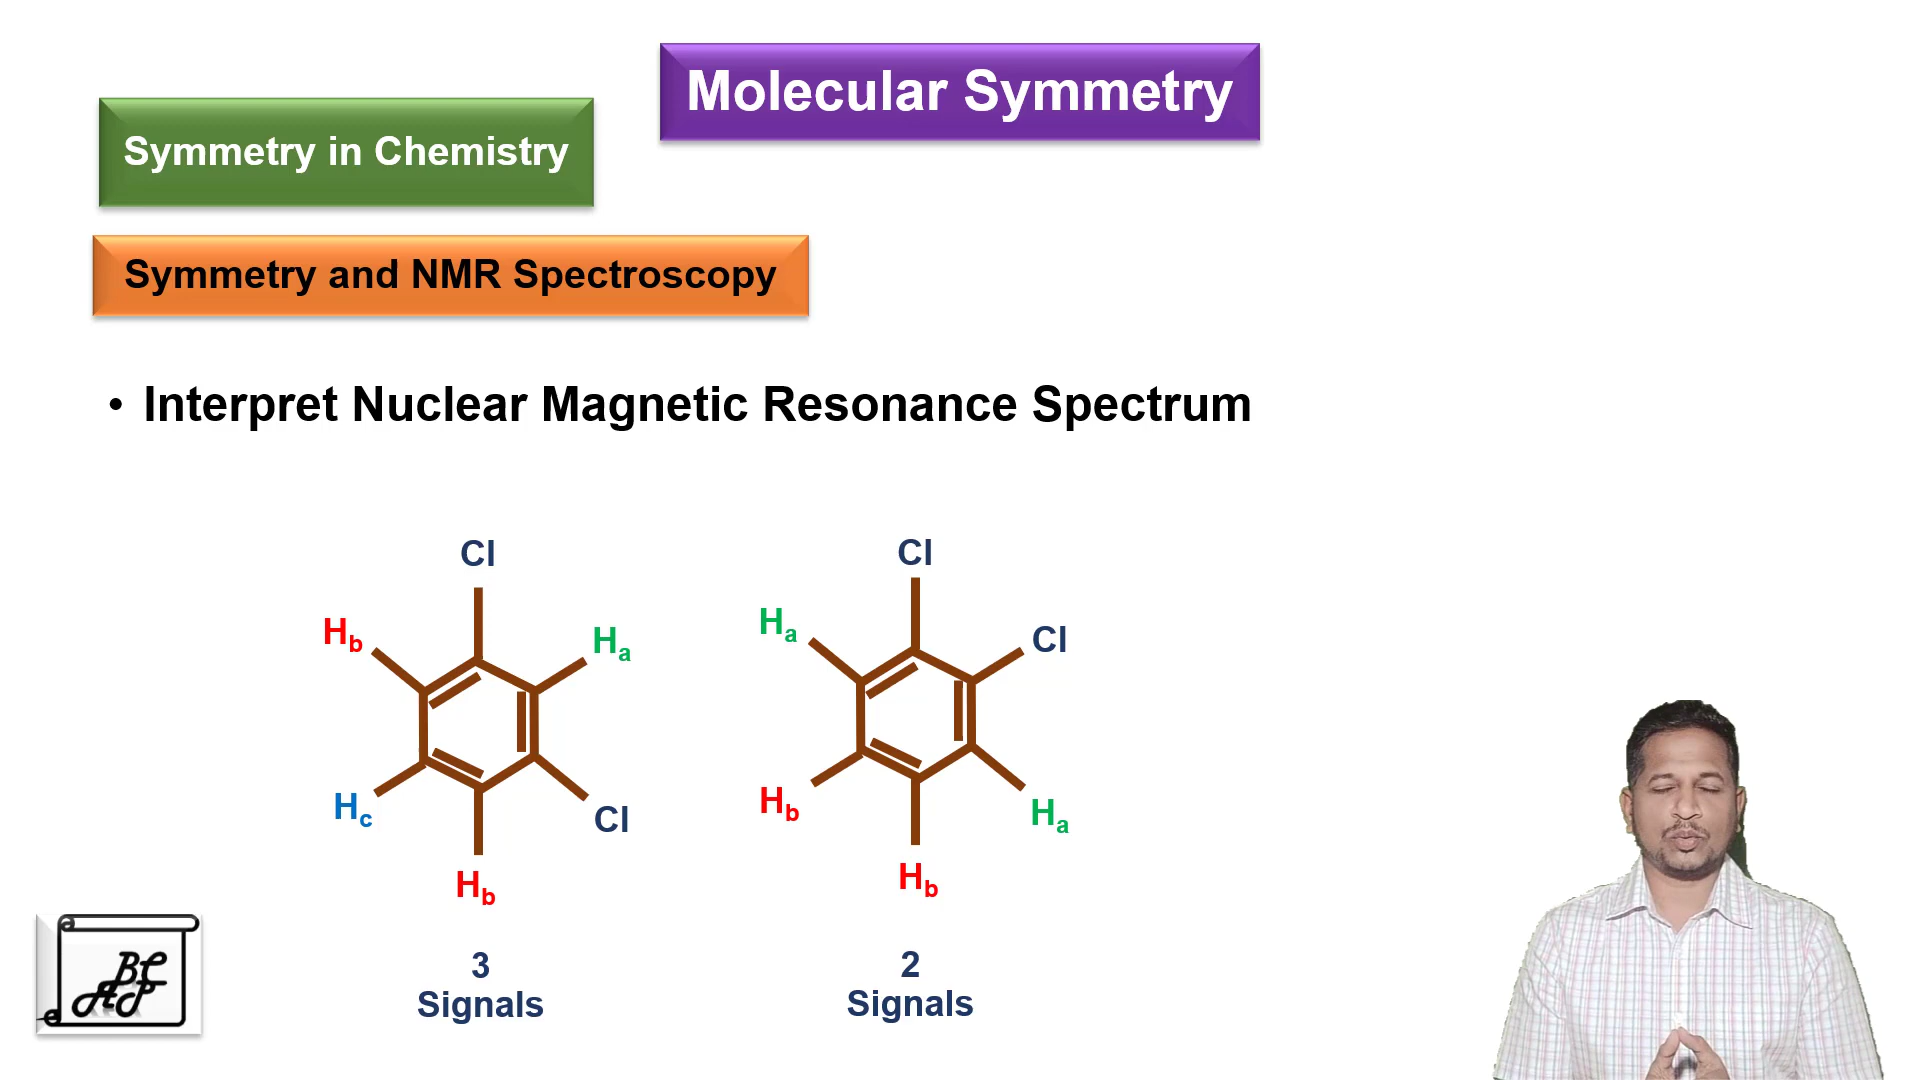 Molecular Symmetry
Symmetry in Chemistry
Symmetry and NMR Spectroscopy
• Interpret Nuclear Magnetic Resonance Spectrum
Cl
Hb
Ha
Hc
Cl
Hb
3
Signals
Cl
Ha
Cl
Hb
Ha
Hb
2
Signals